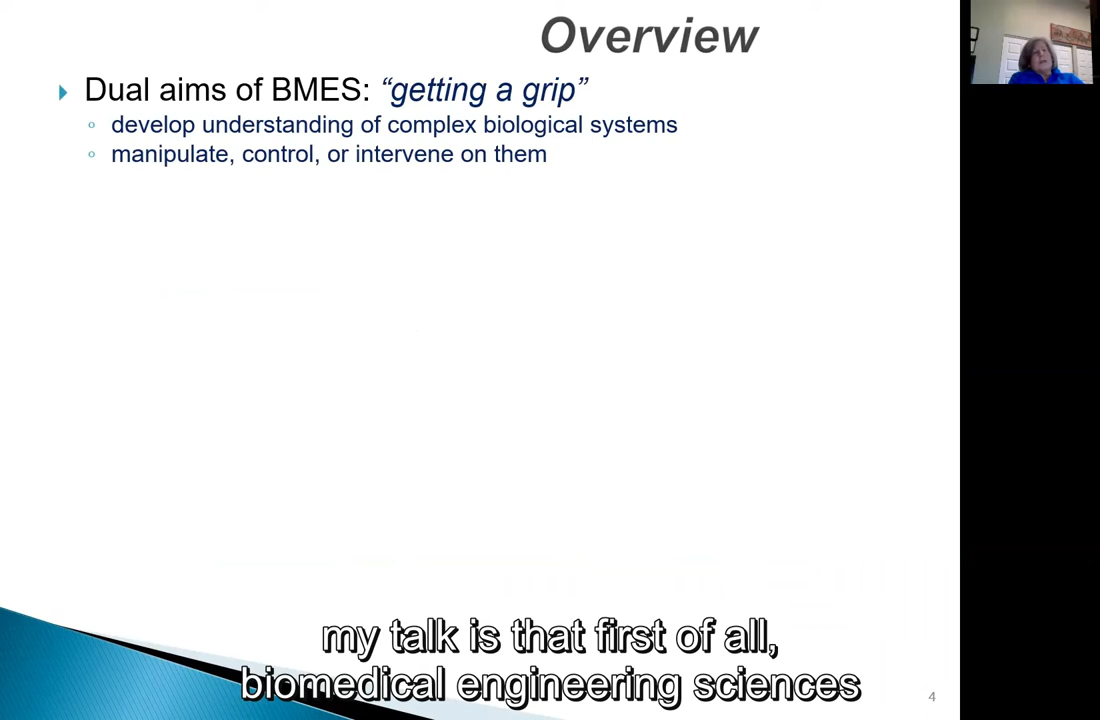 Overview
Dual aims of BMES: “getting a grip”
develop understanding of complex biological systems
manipulate, control, or intervene on them
my talk is that first of all,
biomedical engineering sciences
4